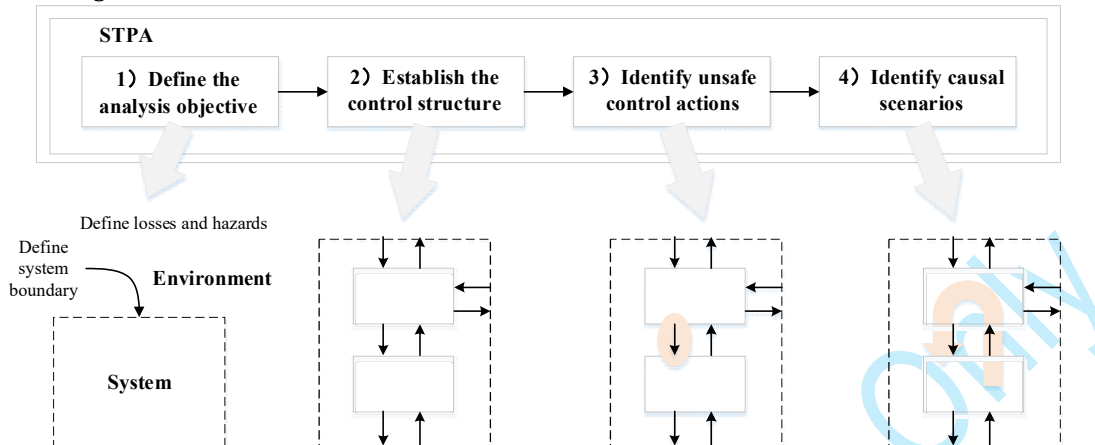 STPA
1）Define the
analysis objective
2）Establish the
control structure
3）Identify unsafe
control actions
4）Identify causal
scenarios
Define losses and hazards
Define
system
boundary
Environment
System
Only